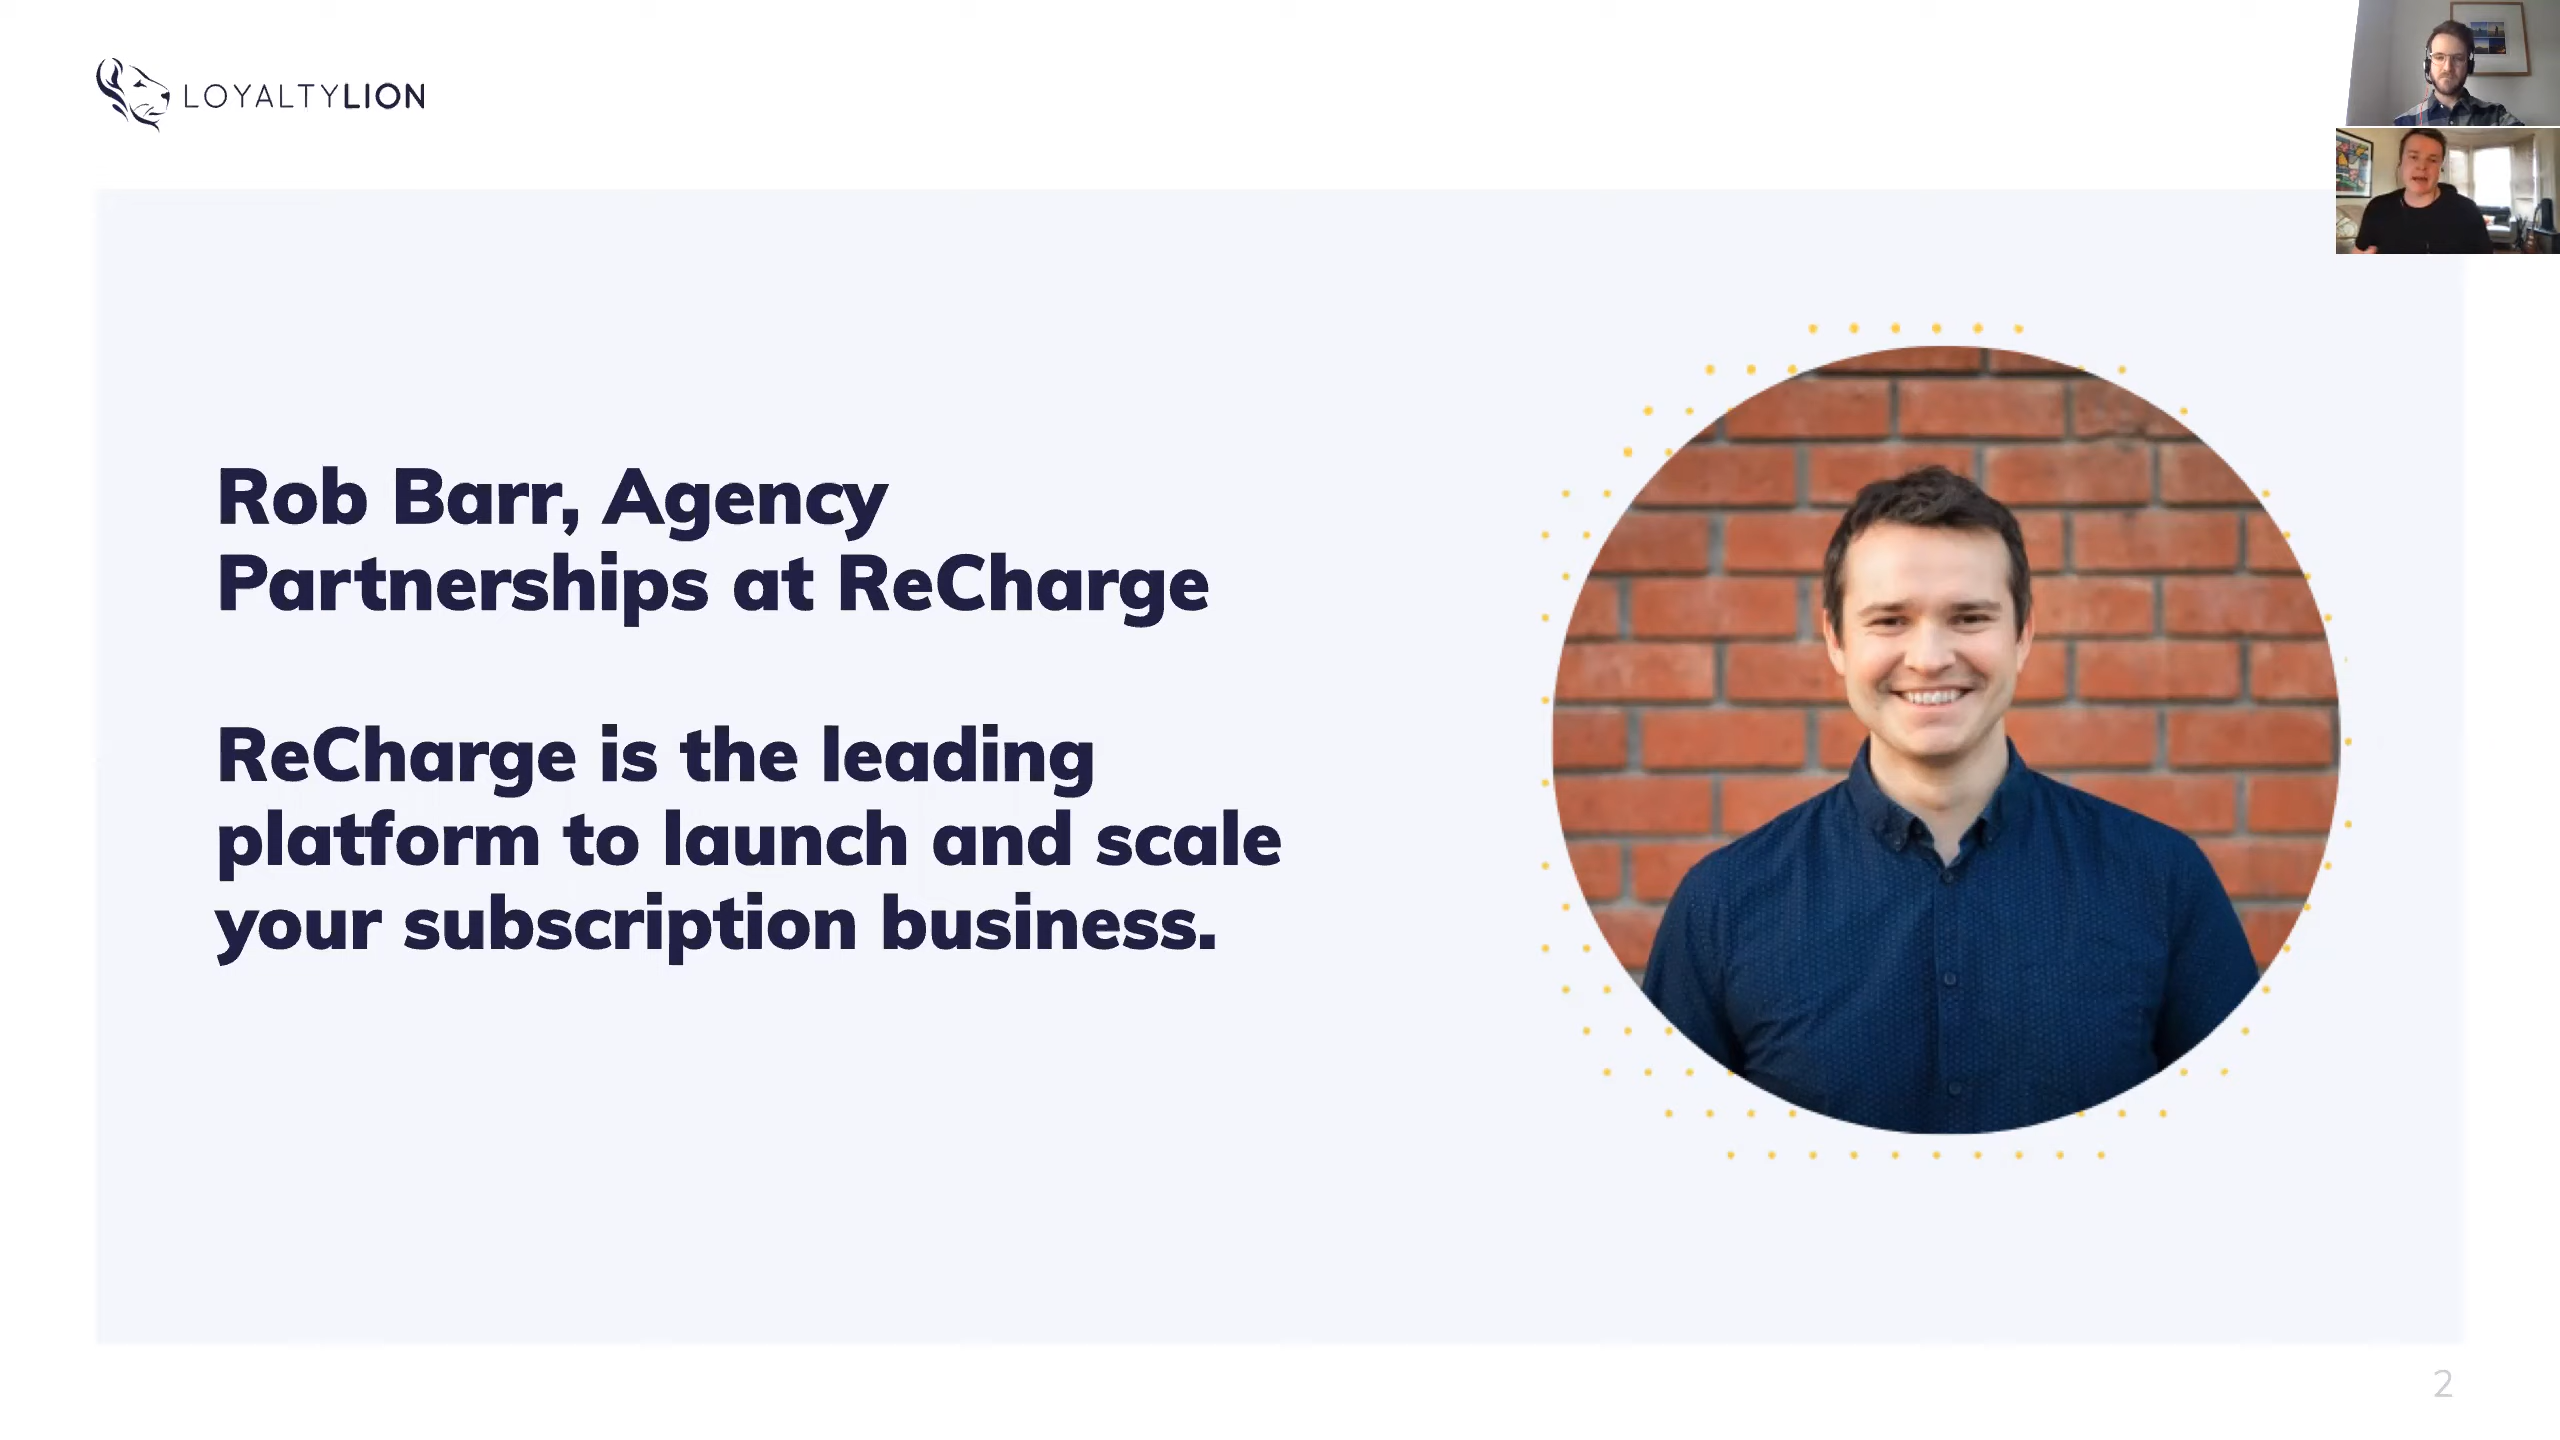 LOYALTYLION
Rob Barr, Agency
Partnerships at ReCharge
ReCharge is the leading
platform to launch and scale
your subscription business.
2